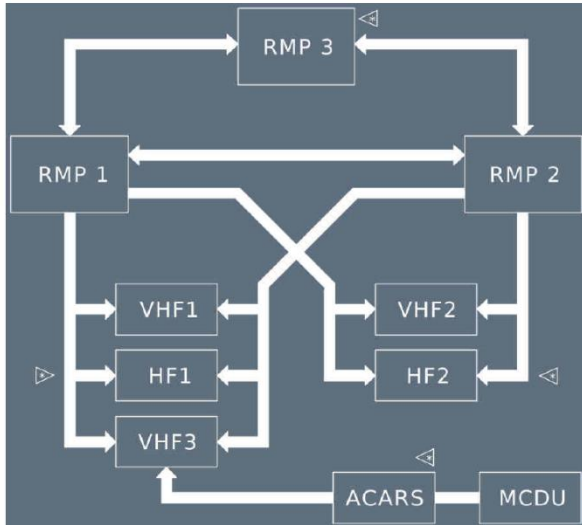 RMP 3
RMP 1
RMP 2
VHF1
VHF2
HF1
HF2
VHF3
ACARS
MCDU